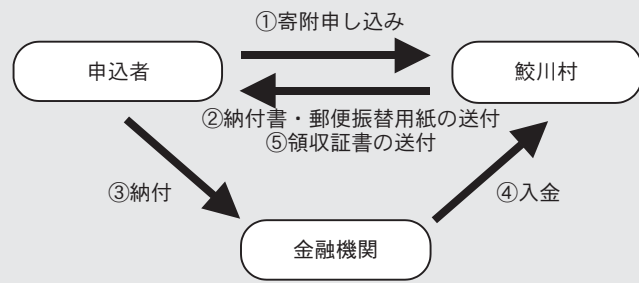 ①寄附申し込み
申込者
鮫川村
②納付書・郵便振替用紙の送付
⑤領収証書の送付
③納付
④入金
金融機関